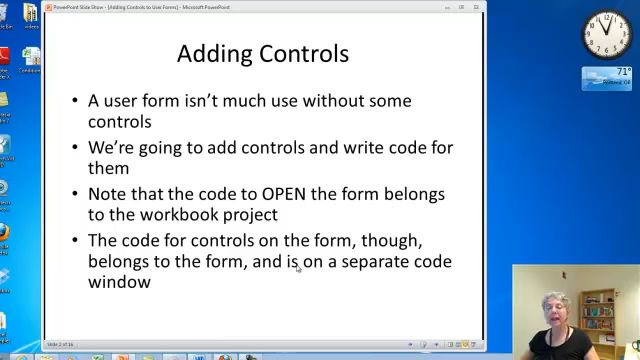 PowerPoint Slide Show - [Adding Controls to User Forms] - Microsoft PowerPoint
Adding Controls
• A user form isn't much use without some
controls
• We're going to add controls and write code for
them
• Note that the code to OPEN the form belongs
to the workbook project
• The code for controls on the form, though,
belongs to the form, and is on a separate code
window
71°
videos
Condition